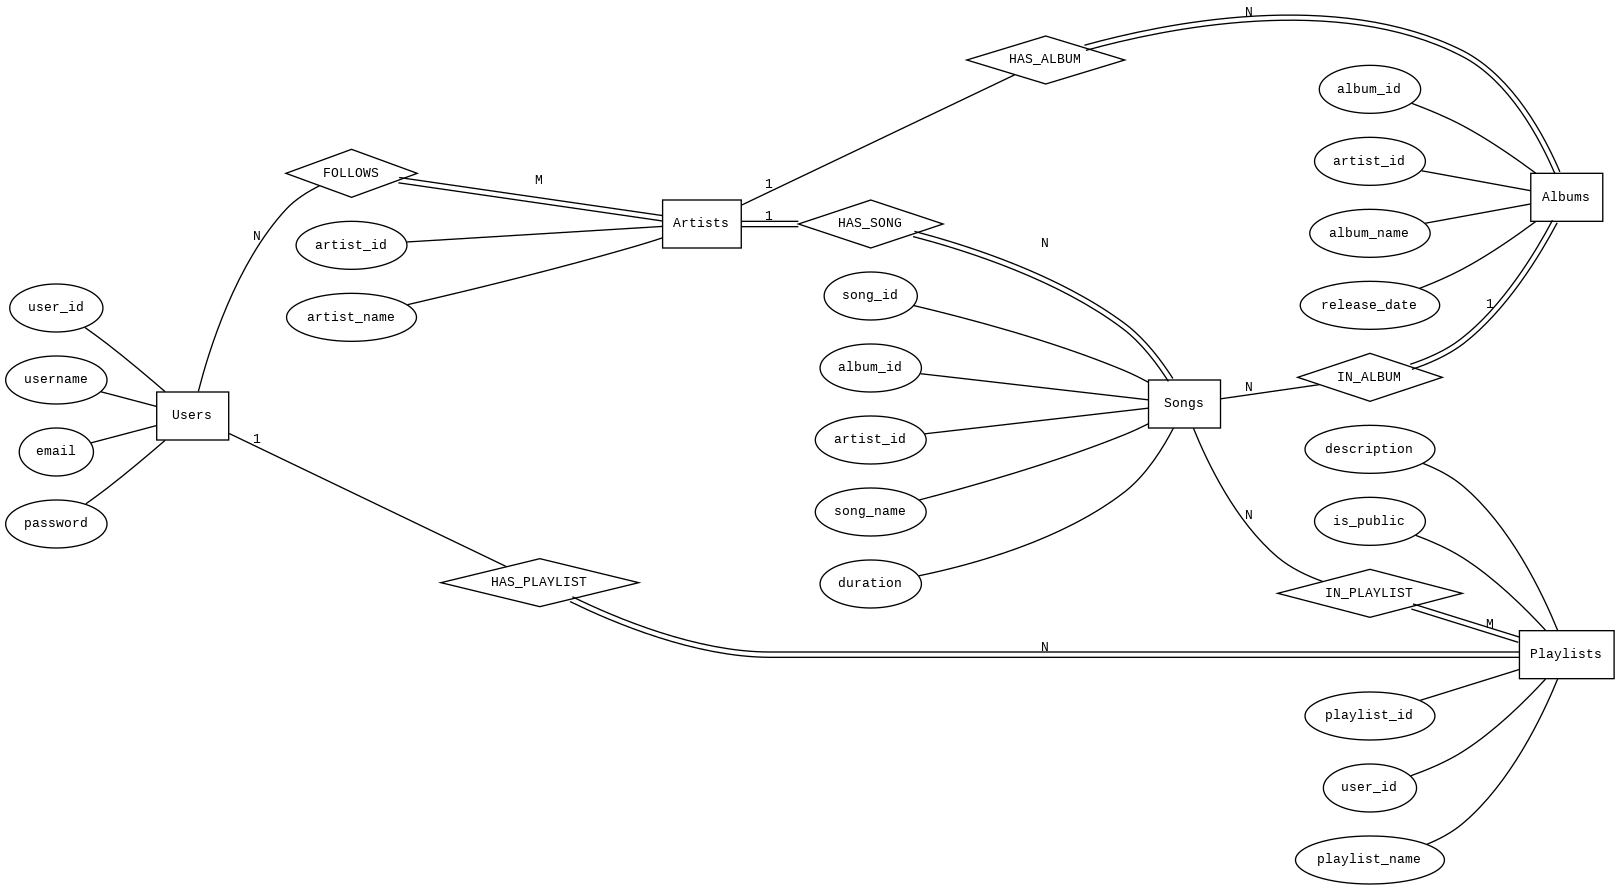 N
HAS_ALBUM
album_id
artist_id
album_name
release_date
Albums
FOLLOWS
M
N
artist_id
artist_name
Artists
1
1
HAS_SONG
N
song_id
album_id
artist_id
song_name
duration
Songs
1
IN_ALBUM
N
user_id
username
email
password
Users
1
HAS_PLAYLIST
N
N
IN_PLAYLIST
M
description
is_public
Playlists
playlist_id
user_id
playlist_name